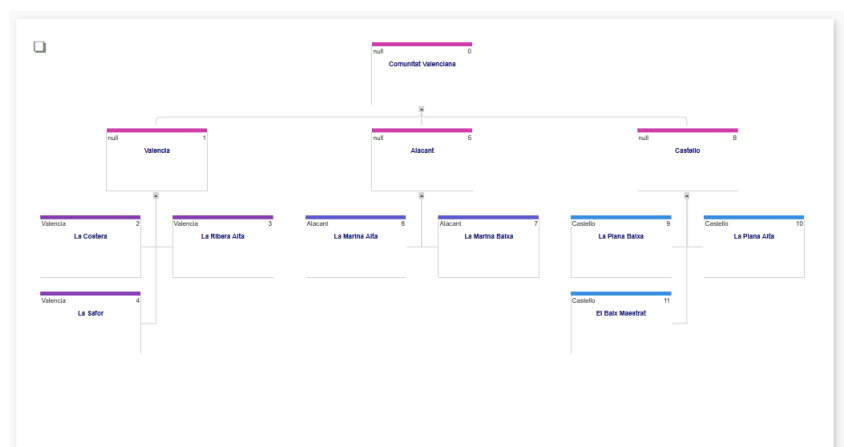 null 0
Comunitat Valenciana
null 1
Valencia
null 5
Alacant
null 8
Castello
Valencia 2
La Costera
Valencia 3
La Ribera Alta
Alacant 6
La Marina Alta
Alacant 7
La Marina Baixa
Castello 9
La Plana Baixa
Castello 10
La Plana Alta
Valencia 4
La Safor
Castello 11
El Baix Maestrat